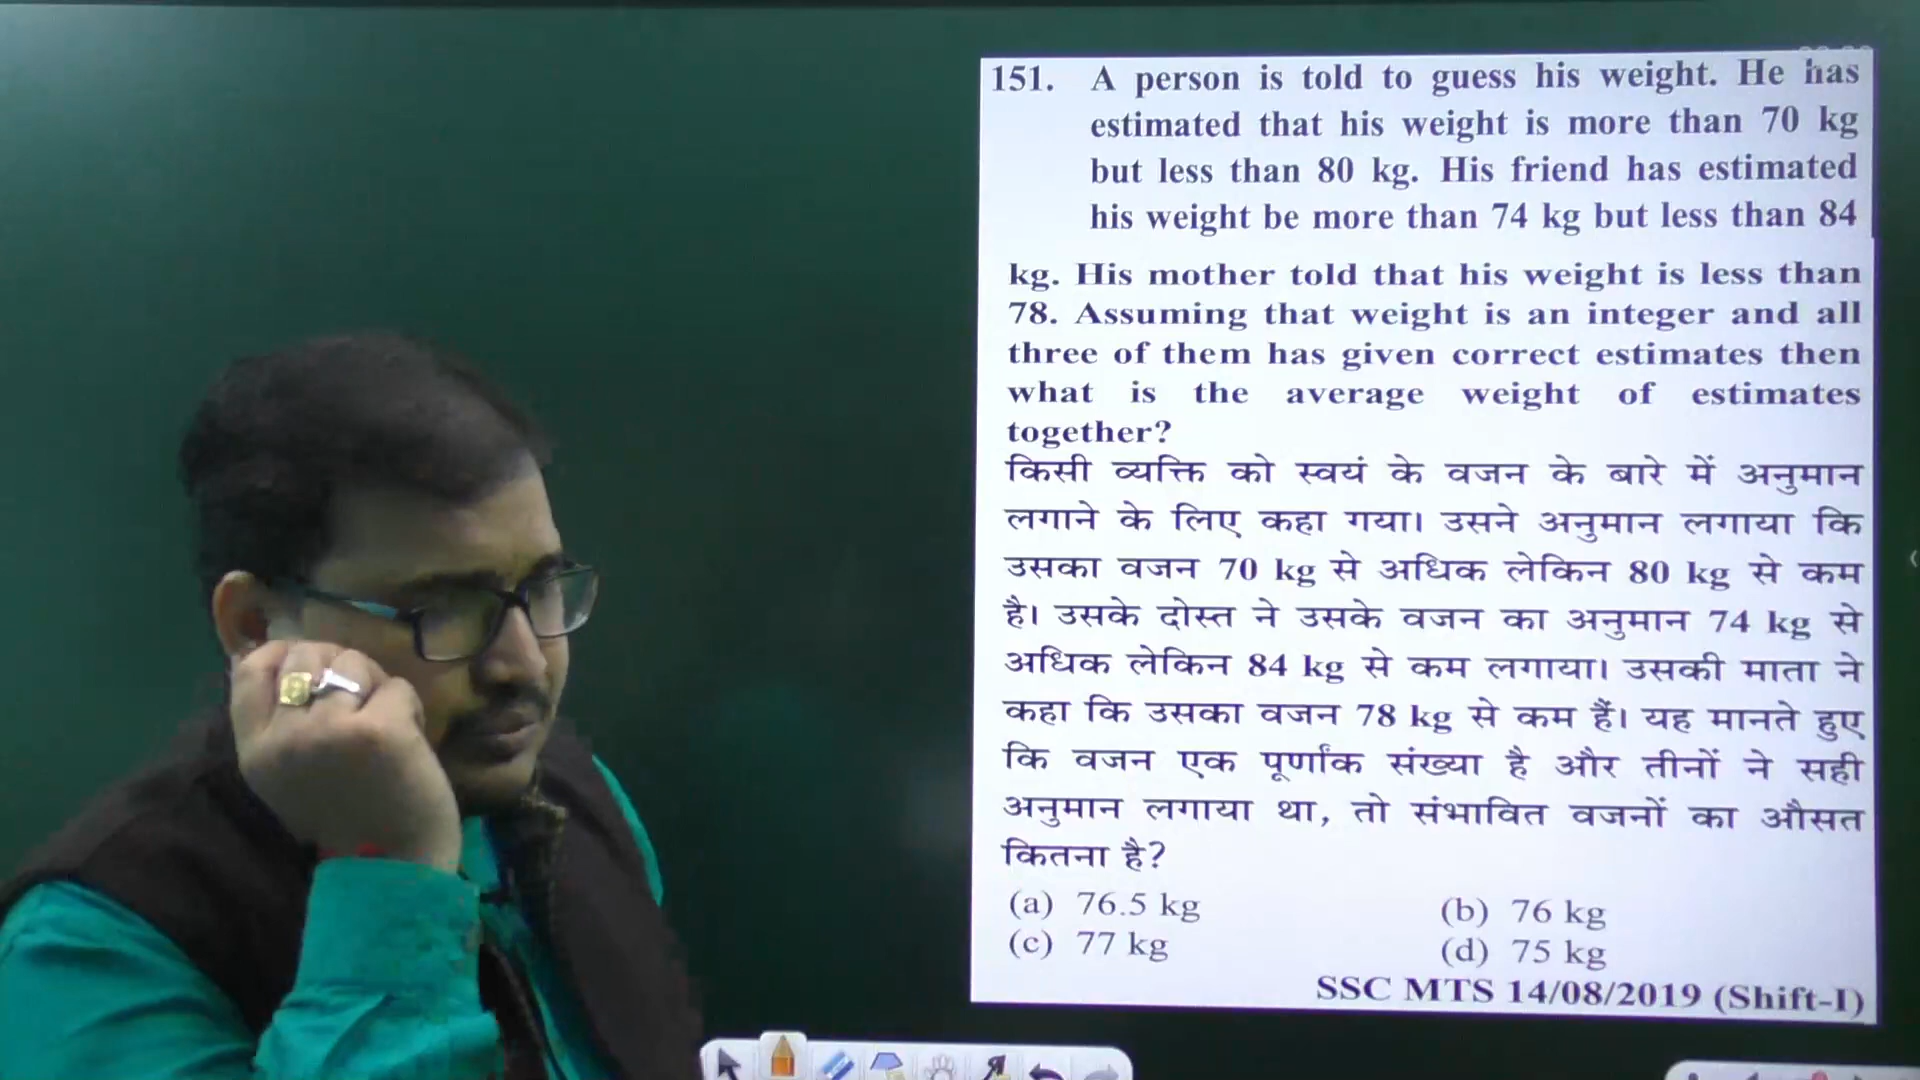 151. A person is told to guess his weight. He has
estimated that his weight is more than 70 kg
but less than 80 kg. His friend has estimated
his weight be more than 74 kg but less than 84
kg. His mother told that his weight is less than
78. Assuming that weight is an integer and all
three of them has given correct estimates then
what is the average weight of estimates
together?
किसी व्यक्ति को स्वयं के वजन के बारे में अनुमान
लगाने के लिए कहा गया। उसने अनुमान लगाया कि
उसका वजन 70 kg से अधिक लेकिन 80 kg से कम
है। उसके दोस्त ने उसके वजन का अनुमान 74 kg से
अधिक लेकिन 84 kg से कम लगाया। उसकी माता ने
कहा कि उसका वजन 78 kg से कम हैं। यह मानते हुए
कि वजन एक पूर्णांक संख्या है और तीनों ने सही
अनुमान लगाया था, तो संभावित वजनों का औसत
कितना है?
(a) 76.5 kg (b) 76 kg
(c) 77 kg (d) 75 kg
SSC MTS 14/08/2019 (Shift-I)